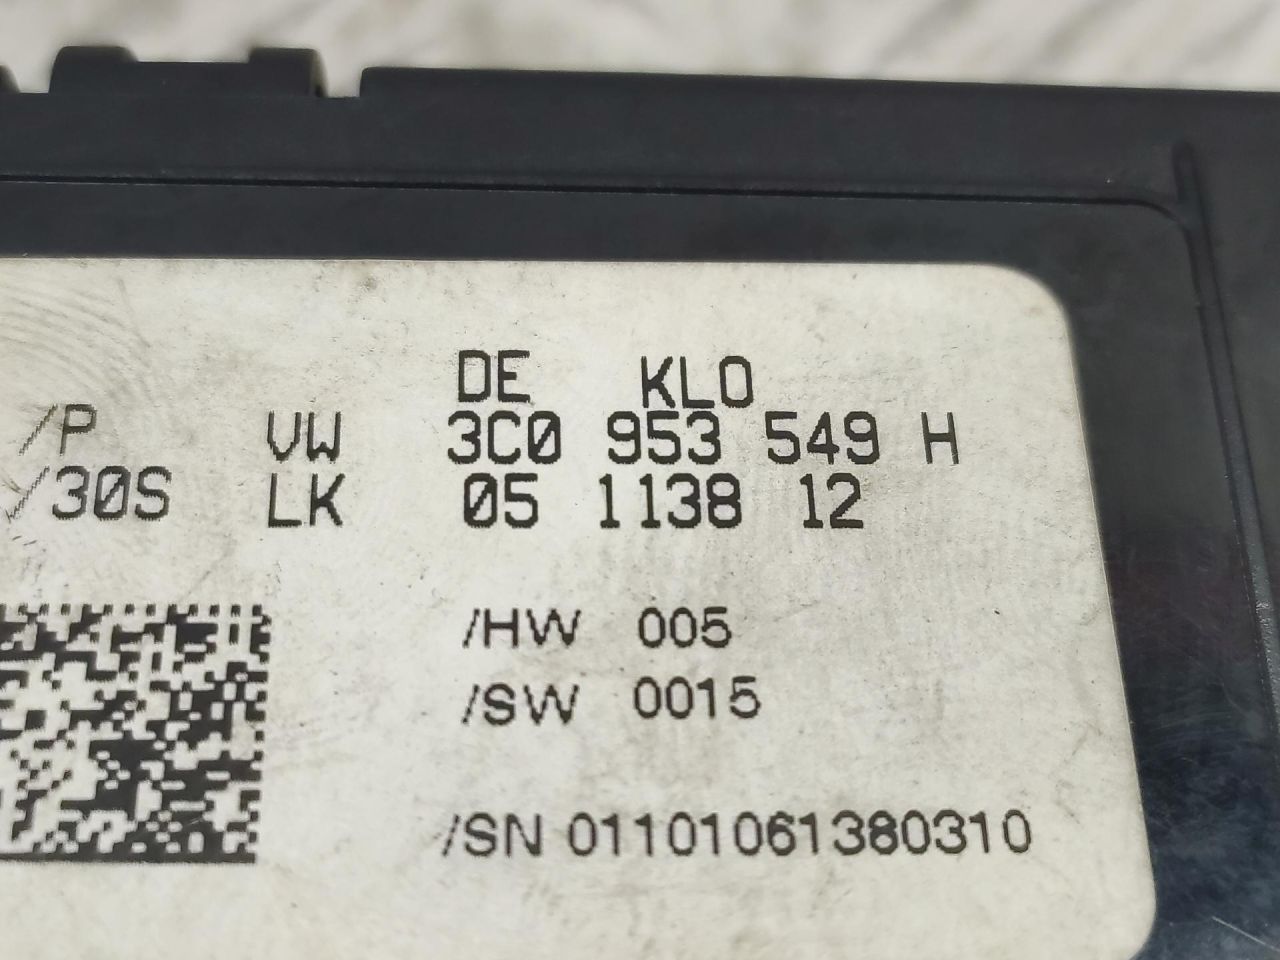 DE KLO
/P VW 3C0 953 549 H
/30S LK 05 1138 12
/HW 005
/SW 0015
/SN 01101061380310